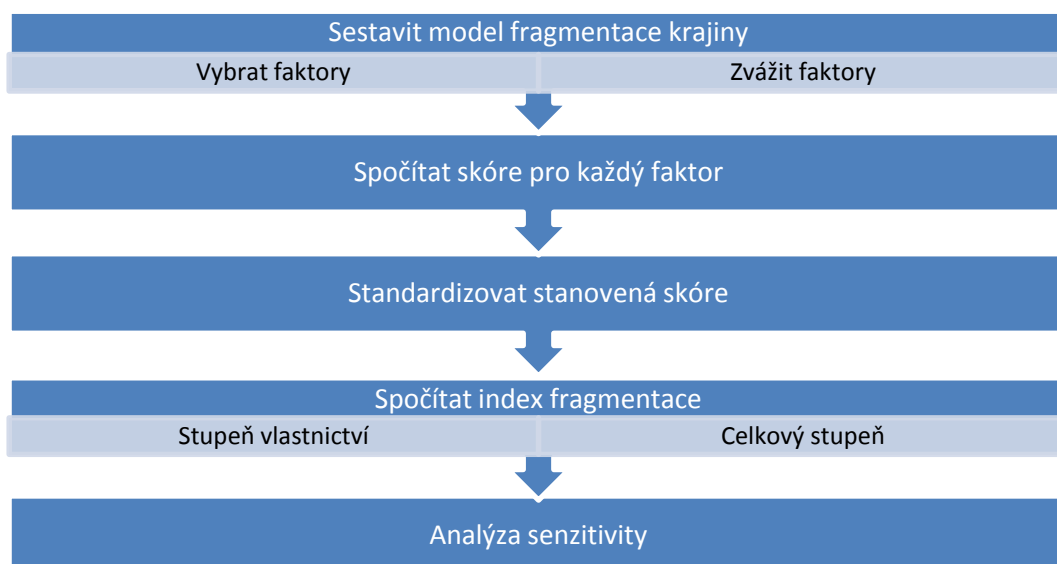 Sestavit model fragmentace krajiny
Vybrat faktory
Zvážit faktory
Spočítat skóre pro každý faktor
Standardizovat stanovená skóre
Spočítat index fragmentace
Stupeň vlastnictví
Celkový stupeň
Analýza senzitivity